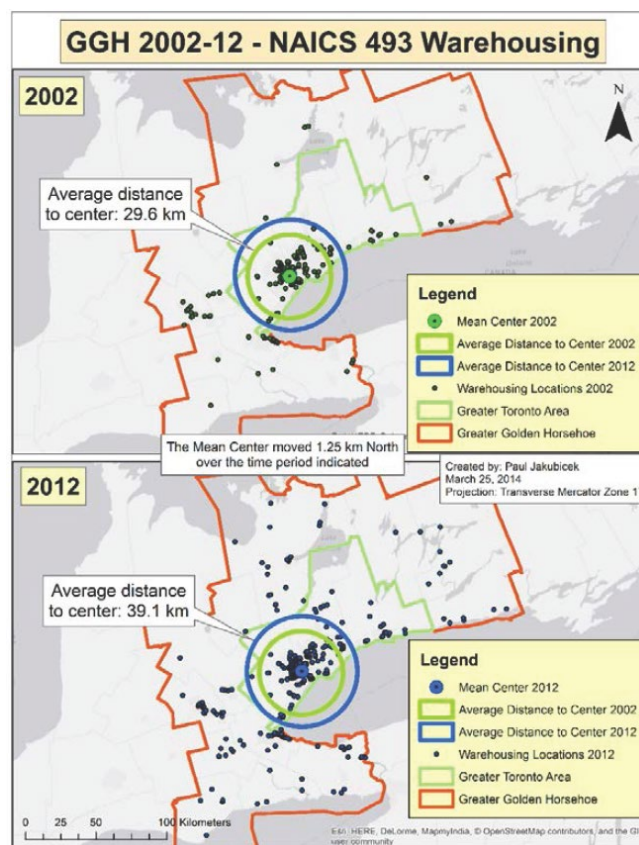 GGH 2002-12 - NAICS 493 Warehousing
2002
N
Average distance
to center: 29.6 km
Legend
Mean Center 2002
Average Distance to Center 2002
Average Distance to Center 2012
Warehousing Locations 2002
Greater Toronto Area
Greater Golden Horsehoe
The Mean Center moved 1.25 km North
over the time period indicated
Created by: Paul Jakubicek
March 25, 2014
Projection: Transverse Mercator Zone 1
2012
Average distance
to center: 39.1 km
Legend
Mean Center 2012
Average Distance to Center 2002
Average Distance to Center 2012
Warehousing Locations 2012
Greater Toronto Area
Greater Golden Horsehoe
0 25 50 100 Kilometers
Esri, HERE, DeLorme, MapmyIndia, © OpenStreetMap contributors, and the GI
user community